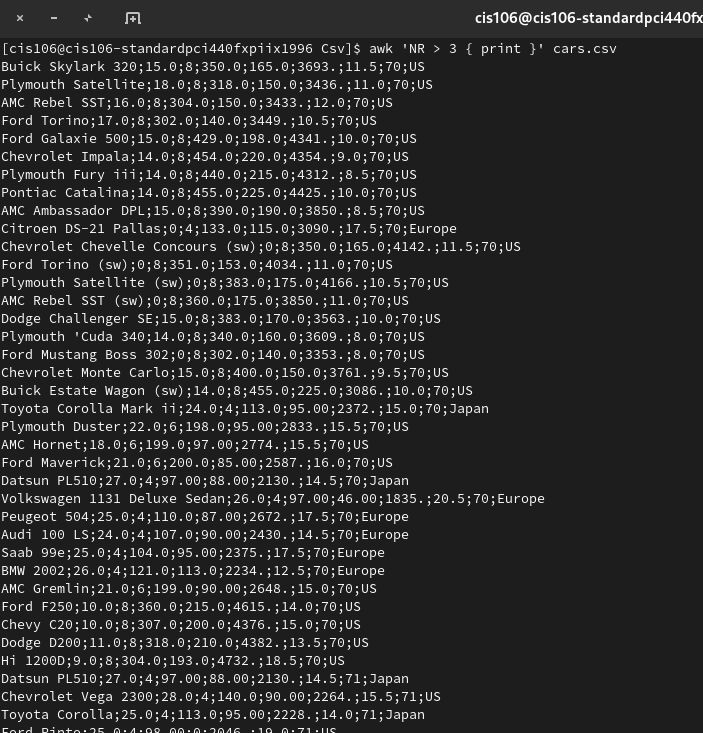 cis106@cis106-standardpci440fx
[cis106@cis106-standardpci440fxpiix1996 Csv]$ awk 'NR > 3 { print }' cars.csv
Buick Skylark 320;15.0;8;350.0;165.0;3693.;11.5;70;US
Plymouth Satellite;18.0;8;318.0;150.0;3436.;11.0;70;US
AMC Rebel SST;16.0;8;304.0;150.0;3433.;12.0;70;US
Ford Torino;17.0;8;302.0;140.0;3449.;10.5;70;US
Ford Galaxie 500;15.0;8;429.0;198.0;4341.;10.0;70;US
Chevrolet Impala;14.0;8;454.0;220.0;4354.;9.0;70;US
Plymouth Fury iii;14.0;8;440.0;215.0;4312.;8.5;70;US
Pontiac Catalina;14.0;8;455.0;225.0;4425.;10.0;70;US
AMC Ambassador DPL;15.0;8;390.0;190.0;3850.;8.5;70;US
Citroen DS-21 Pallas;0;4;133.0;115.0;3090.;17.5;70;Europe
Chevrolet Chevelle Concours (sw);0;8;350.0;165.0;4142.;11.5;70;US
Ford Torino (sw);0;8;351.0;153.0;4034.;11.0;70;US
Plymouth Satellite (sw);0;8;383.0;175.0;4166.;10.5;70;US
AMC Rebel SST (sw);0;8;360.0;175.0;3850.;11.0;70;US
Dodge Challenger SE;15.0;8;383.0;170.0;3563.;10.0;70;US
Plymouth 'Cuda 340;14.0;8;340.0;160.0;3609.;8.0;70;US
Ford Mustang Boss 302;0;8;302.0;140.0;3353.;8.0;70;US
Chevrolet Monte Carlo;15.0;8;400.0;150.0;3761.;9.5;70;US
Buick Estate Wagon (sw);14.0;8;455.0;225.0;3086.;10.0;70;US
Toyota Corolla Mark ii;24.0;4;113.0;95.00;2372.;15.0;70;Japan
Plymouth Duster;22.0;6;198.0;95.00;2833.;15.5;70;US
AMC Hornet;18.0;6;199.0;97.00;2774.;15.5;70;US
Ford Maverick;21.0;6;200.0;85.00;2587.;16.0;70;US
Datsun PL510;27.0;4;97.00;88.00;2130.;14.5;70;Japan
Volkswagen 1131 Deluxe Sedan;26.0;4;97.00;46.00;1835.;20.5;70;Europe
Peugeot 504;25.0;4;110.0;87.00;2672.;17.5;70;Europe
Audi 100 LS;24.0;4;107.0;90.00;2430.;14.5;70;Europe
Saab 99e;25.0;4;104.0;95.00;2375.;17.5;70;Europe
BMW 2002;26.0;4;121.0;113.0;2234.;12.5;70;Europe
AMC Gremlin;21.0;6;199.0;90.00;2648.;15.0;70;US
Ford F250;10.0;8;360.0;215.0;4615.;14.0;70;US
Chevy C20;10.0;8;307.0;200.0;4376.;15.0;70;US
Dodge D200;11.0;8;318.0;210.0;4382.;13.5;70;US
Hi 1200D;9.0;8;304.0;193.0;4732.;18.5;70;US
Datsun PL510;27.0;4;97.00;88.00;2130.;14.5;71;Japan
Chevrolet Vega 2300;28.0;4;140.0;90.00;2264.;15.5;71;US
Toyota Corolla;25.0;4;113.0;95.00;2228.;14.0;71;Japan
Ford Pinto;25.0;4;98.00;0;2046.;19.0;71;US